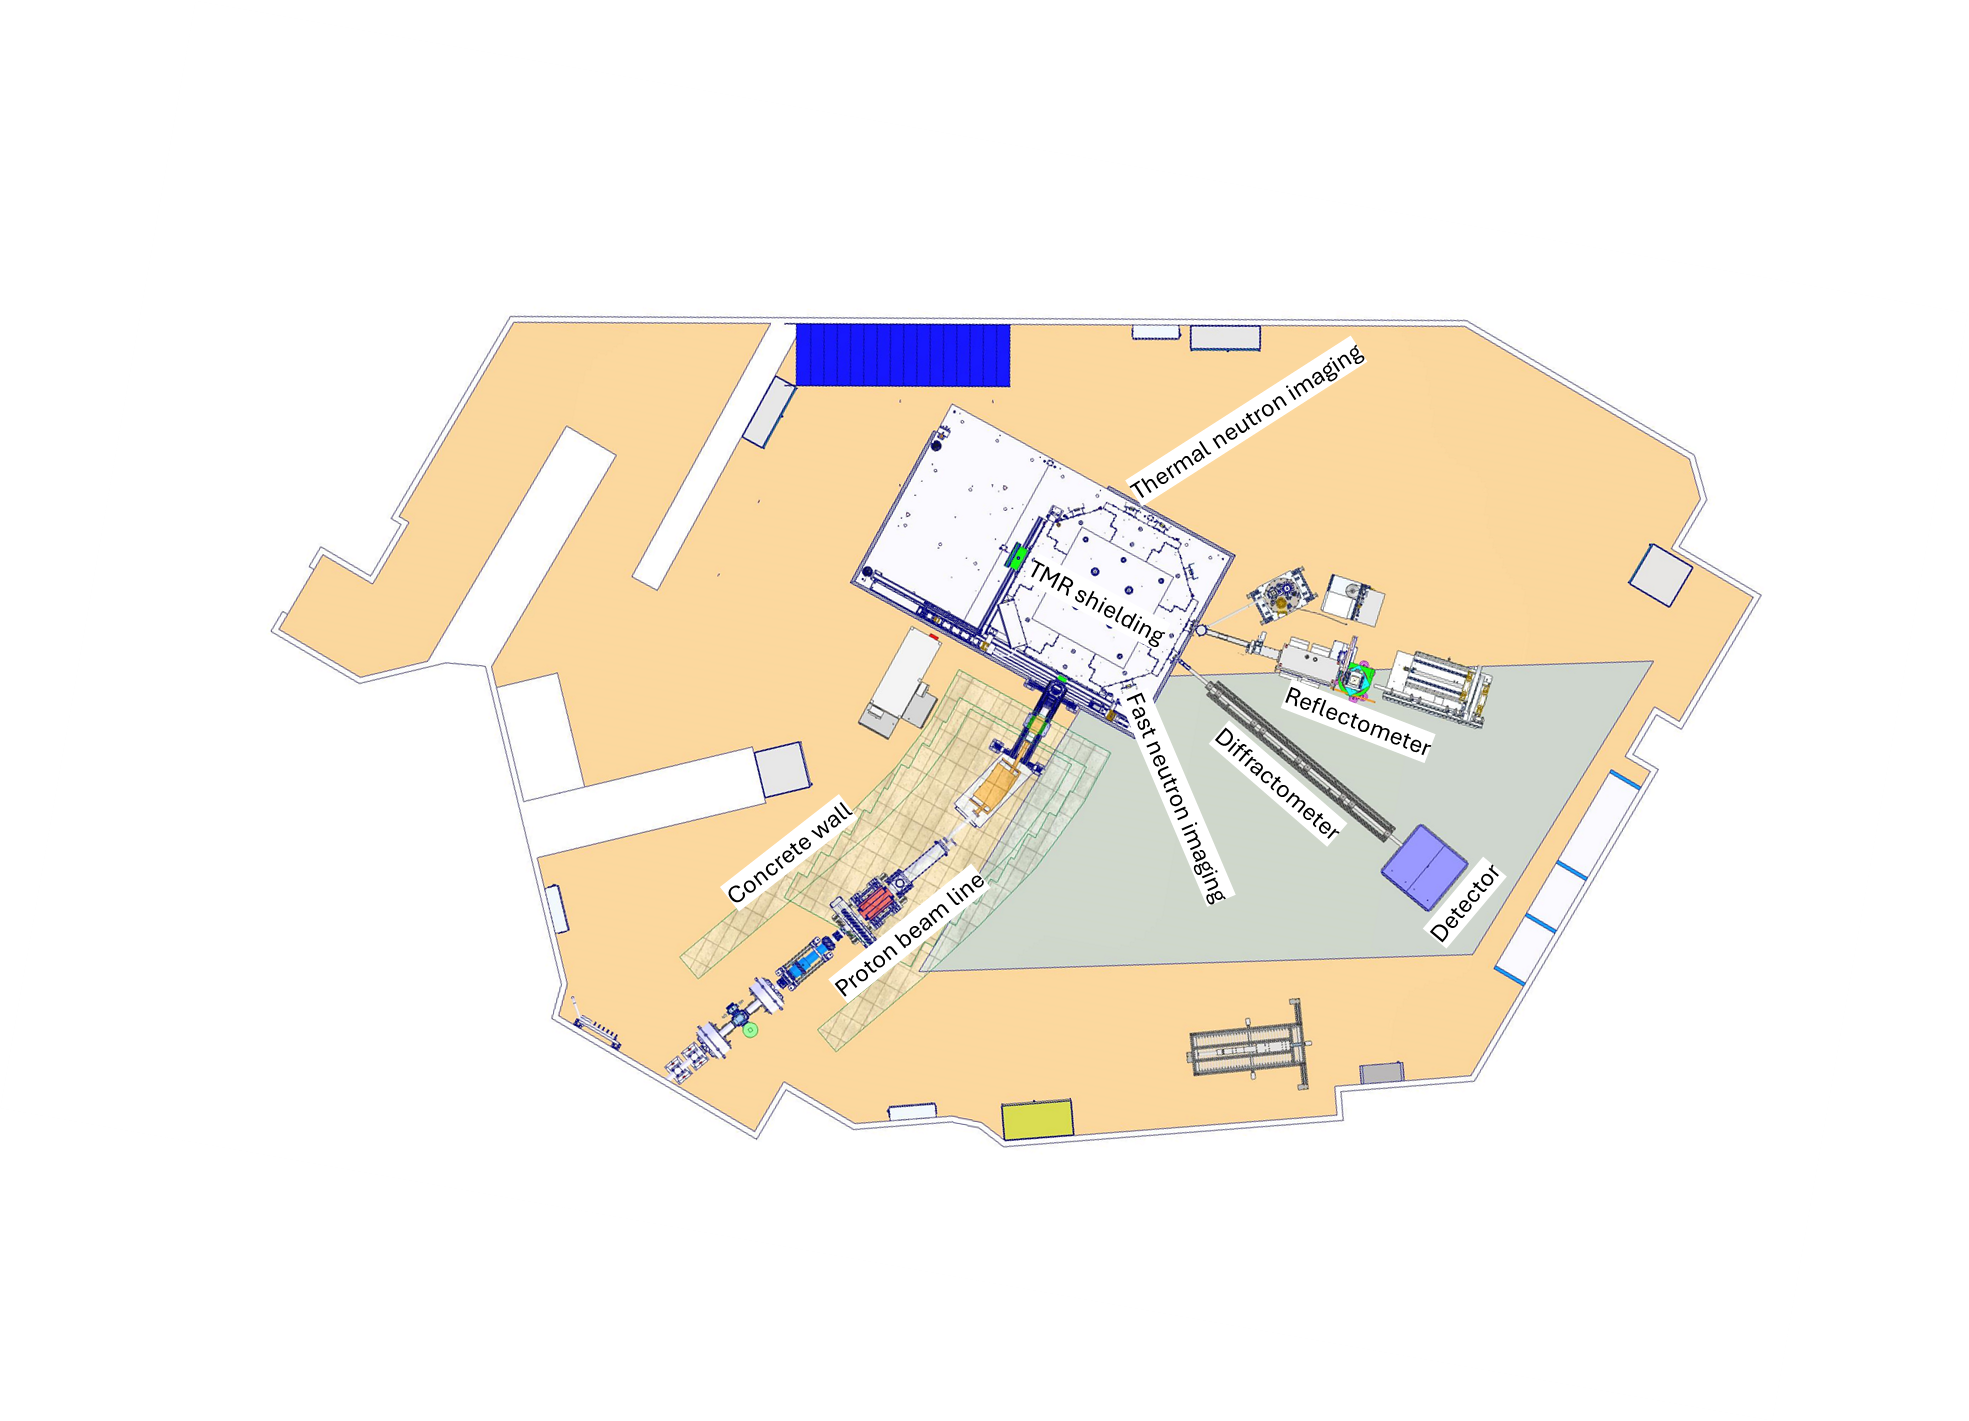 Thermal neutron imaging
TMR shielding
Reflectometer
Fast neutron imaging
Diffractometer
Concrete wall
Proton beam line
Detector